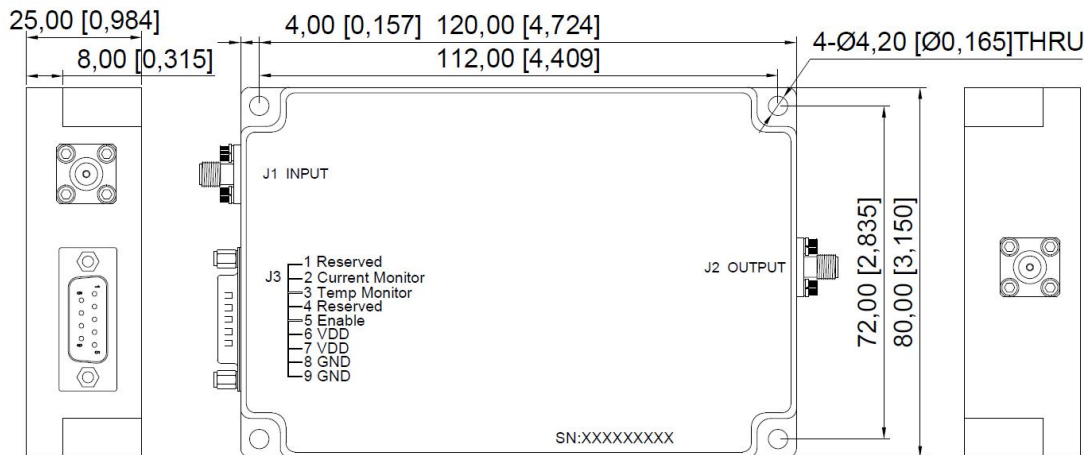 25,00 [0,984]
4,00 [0,157] 120,00 [4,724]
4-Ø4,20 [Ø0,165]THRU
8,00 [0,315]
112,00 [4,409]
J1 INPUT
72,00 [2,835]
80,00 [3,150]
J2 OUTPUT
J3
1 Reserved
2 Current Monitor
3 Temp Monitor
4 Reserved
5 Enable
6 VDD
7 VDD
8 GND
9 GND
SN:XXXXXXXXX